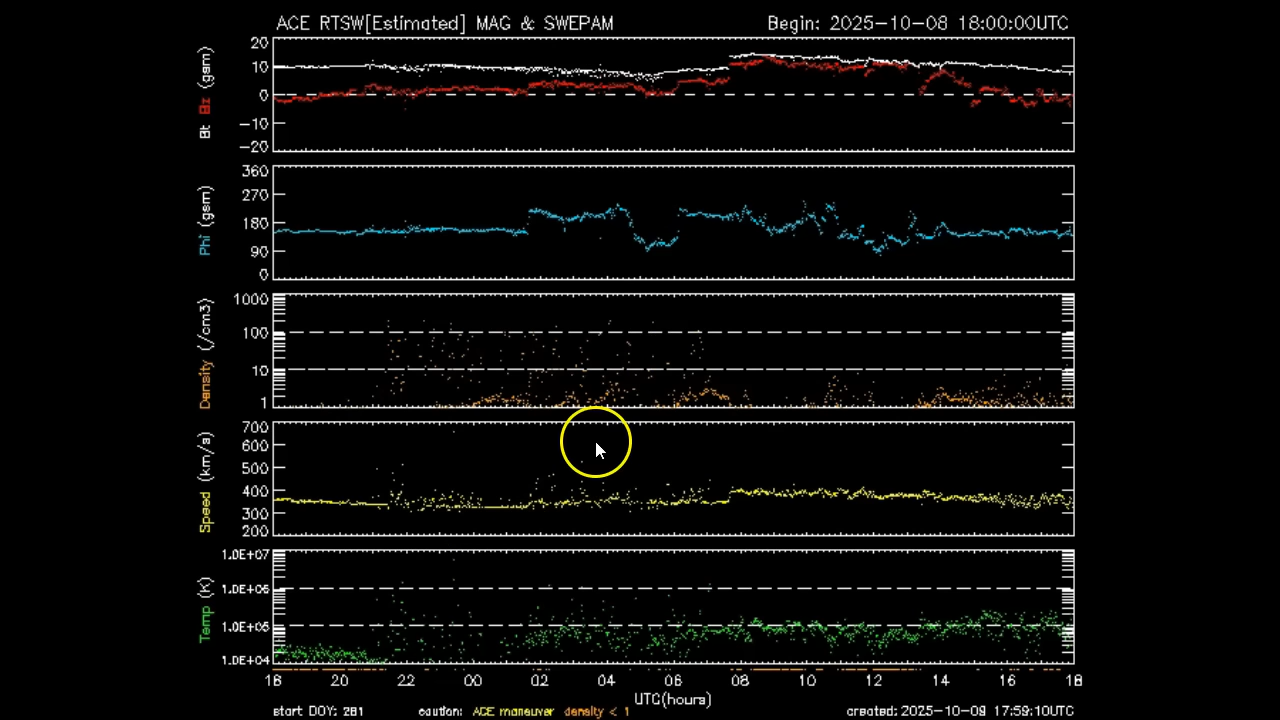 ACE RTSW[Estimated] MAG & SWEPAM
Begin: 2025-10-08 18:00:00UTC
Bt Bz (gsm)
20
10
0
-10
-20
Phi (gsm)
360
270
180
90
0
Density (/cm3)
1000
100
10
1
Speed (km/s)
700
600
500
400
300
200
Temp (K)
1.0E+07
1.0E+06
1.0E+05
1.0E+04
18 20 22 00 02 04 06 08 10 12 14 16 18
UTC(hours)
start DOY: 281
caution: ACE maneuver density < 1
created: 2025-10-09 17:59:10UTC